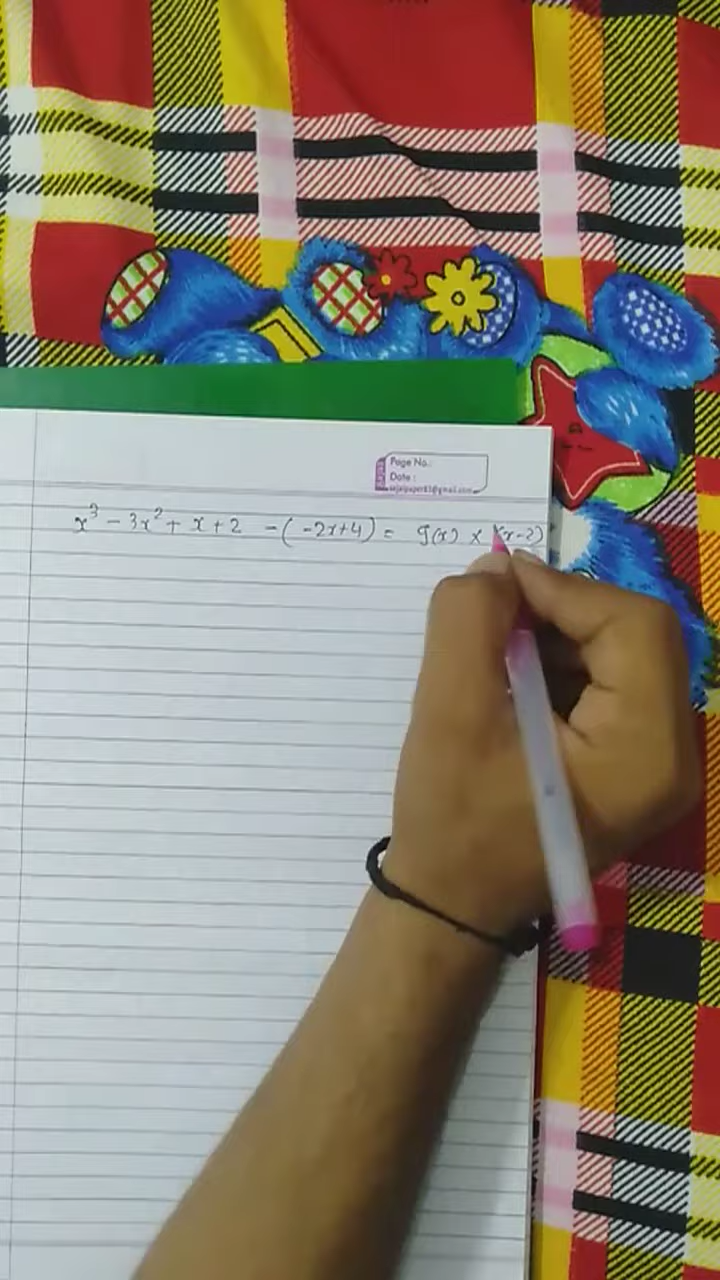 Page No.:
Date :
x³ - 3x² + x + 2 - (-2x+4) = g(x) × (x-2)